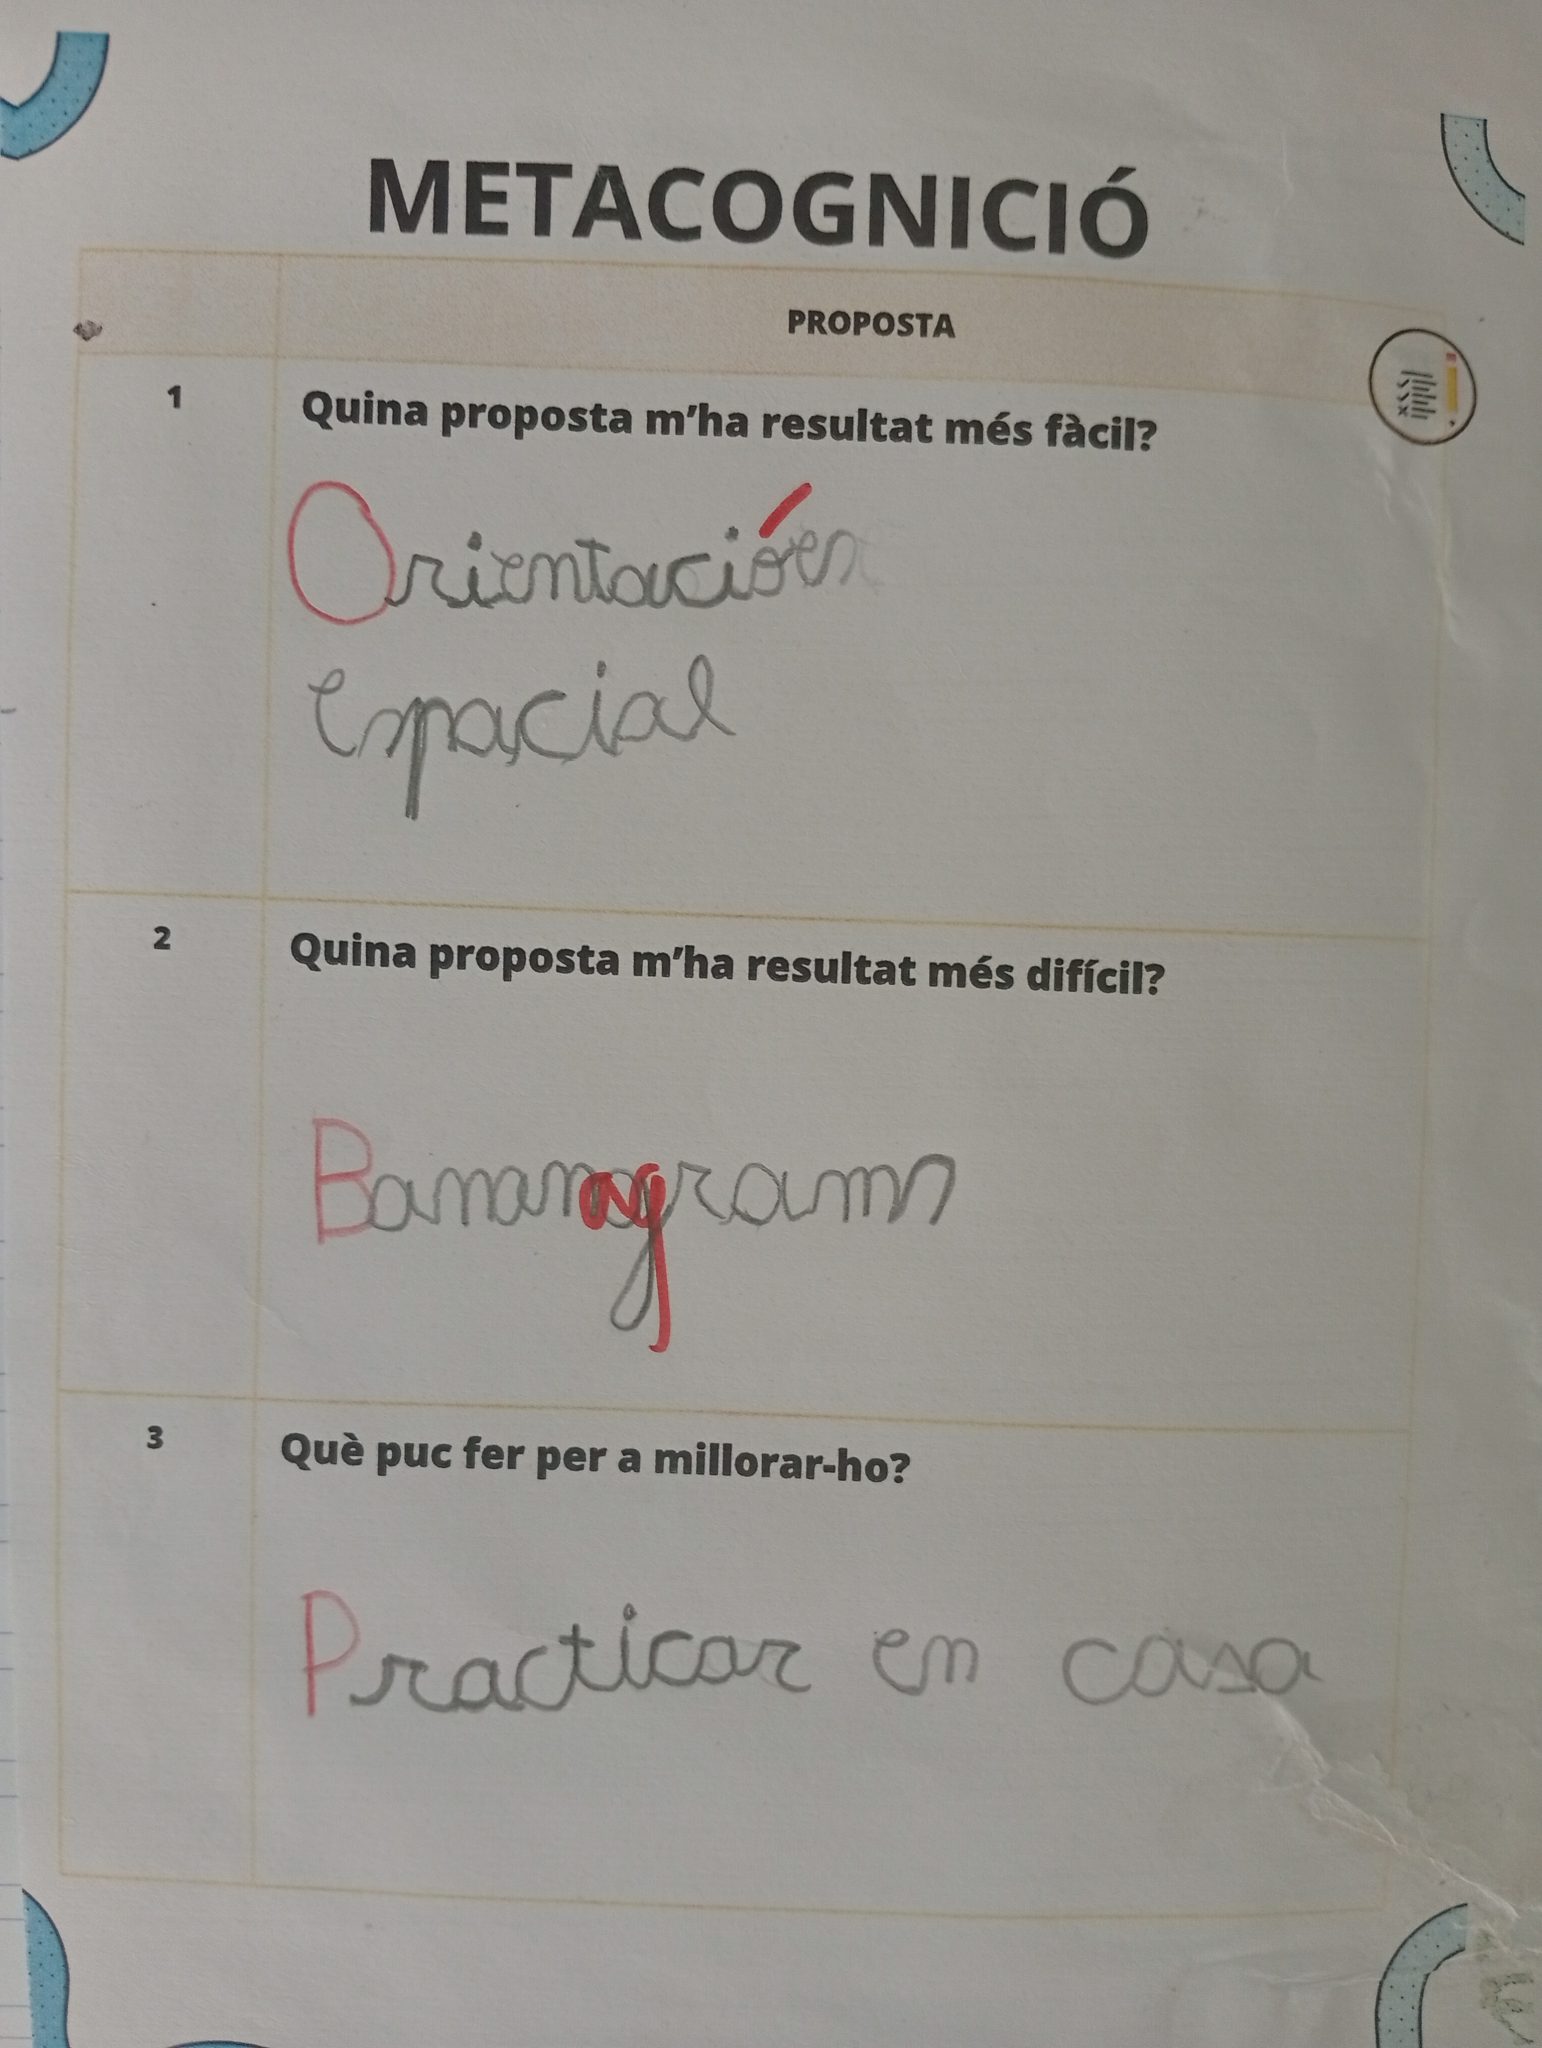 METACOGNICIÓ
PROPOSTA
1
Quina proposta m'ha resultat més fàcil?
Orientació
espacial
2
Quina proposta m'ha resultat més difícil?
Bananagrams
3
Què puc fer per a millorar-ho?
Practicar en casa